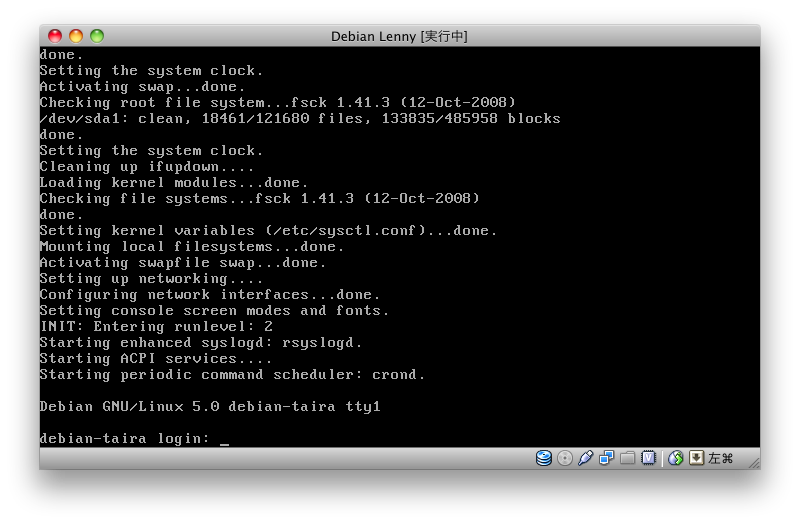 Debian Lenny [実行中]
done.
Setting the system clock.
Activating swap...done.
Checking root file system...fsck 1.41.3 (12-Oct-2008)
/dev/sda1: clean, 18461/121680 files, 133835/485958 blocks
done.
Setting the system clock.
Cleaning up ifupdown....
Loading kernel modules...done.
Checking file systems...fsck 1.41.3 (12-Oct-2008)
done.
Setting kernel variables (/etc/sysctl.conf)...done.
Mounting local filesystems...done.
Activating swapfile swap...done.
Setting up networking....
Configuring network interfaces...done.
Setting console screen modes and fonts.
INIT: Entering runlevel: 2
Starting enhanced syslogd: rsyslogd.
Starting ACPI services....
Starting periodic command scheduler: crond.
Debian GNU/Linux 5.0 debian-taira tty1
debian-taira login: _
左⌘